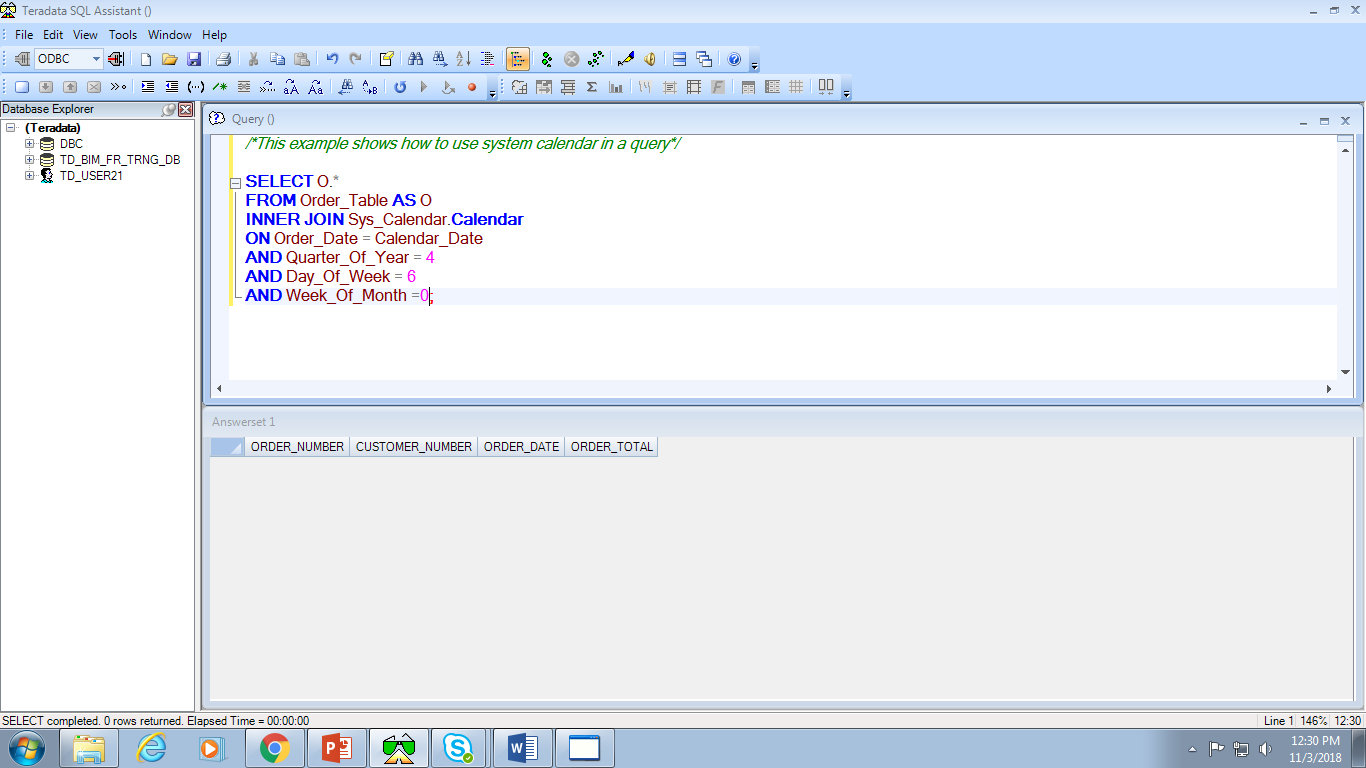 Teradata SQL Assistant ()
File Edit View Tools Window Help
ODBC
Database Explorer
(Teradata)
DBC
TD_BIM_FR_TRNG_DB
TD_USER21
Query ()
/*This example shows how to use system calendar in a query*/
SELECT O.*
FROM Order_Table AS O
INNER JOIN Sys_Calendar.Calendar
ON Order_Date = Calendar_Date
AND Quarter_Of_Year = 4
AND Day_Of_Week = 6
AND Week_Of_Month =0;
Answerset 1
ORDER_NUMBER CUSTOMER_NUMBER ORDER_DATE ORDER_TOTAL
SELECT completed. 0 rows returned. Elapsed Time = 00:00:00
Line 1 146% 12:30
12:30 PM
11/3/2018